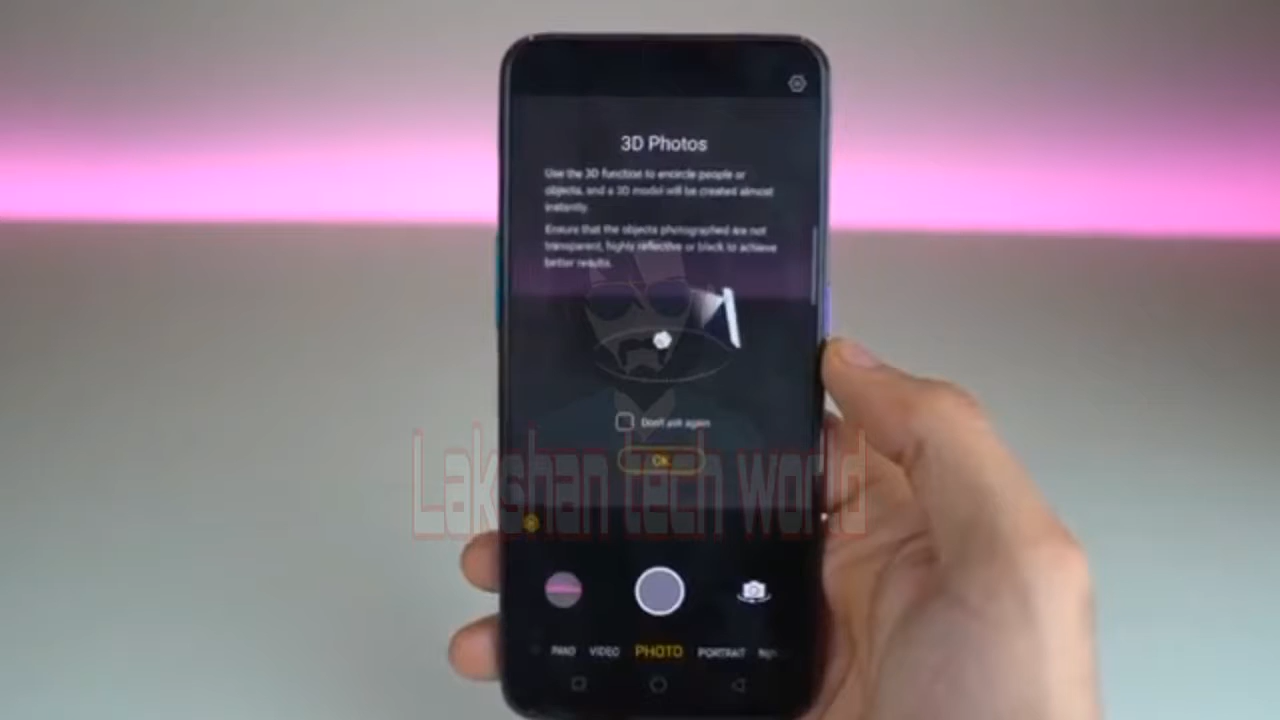 3D Photos
Use the 3D function to encircle people or
objects, and a 3D model will be created almost
instantly.
Ensure that the objects photographed are not
transparent, highly reflective or black to achieve
better results.
Don't ask again
OK
Lakshan tech world
PANO VIDEO PHOTO PORTRAIT